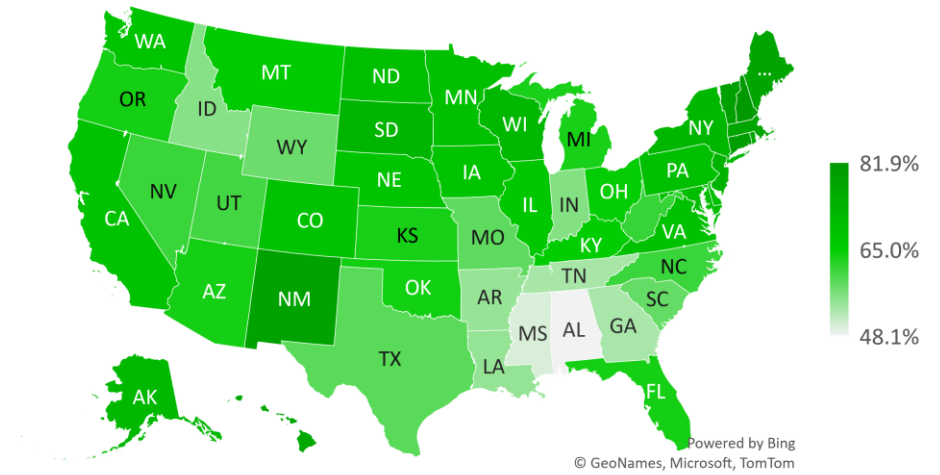 WA
MT
ND
MN
...
OR
ID
WY
SD
WI
MI
NY
NV
UT
CO
NE
IA
IL
IN
OH
PA
81.9%
CA
KS
MO
KY
VA
65.0%
AZ
NM
OK
AR
TN
NC
SC
MS
AL
GA
48.1%
TX
LA
AK
FL
Powered by Bing
© GeoNames, Microsoft, TomTom